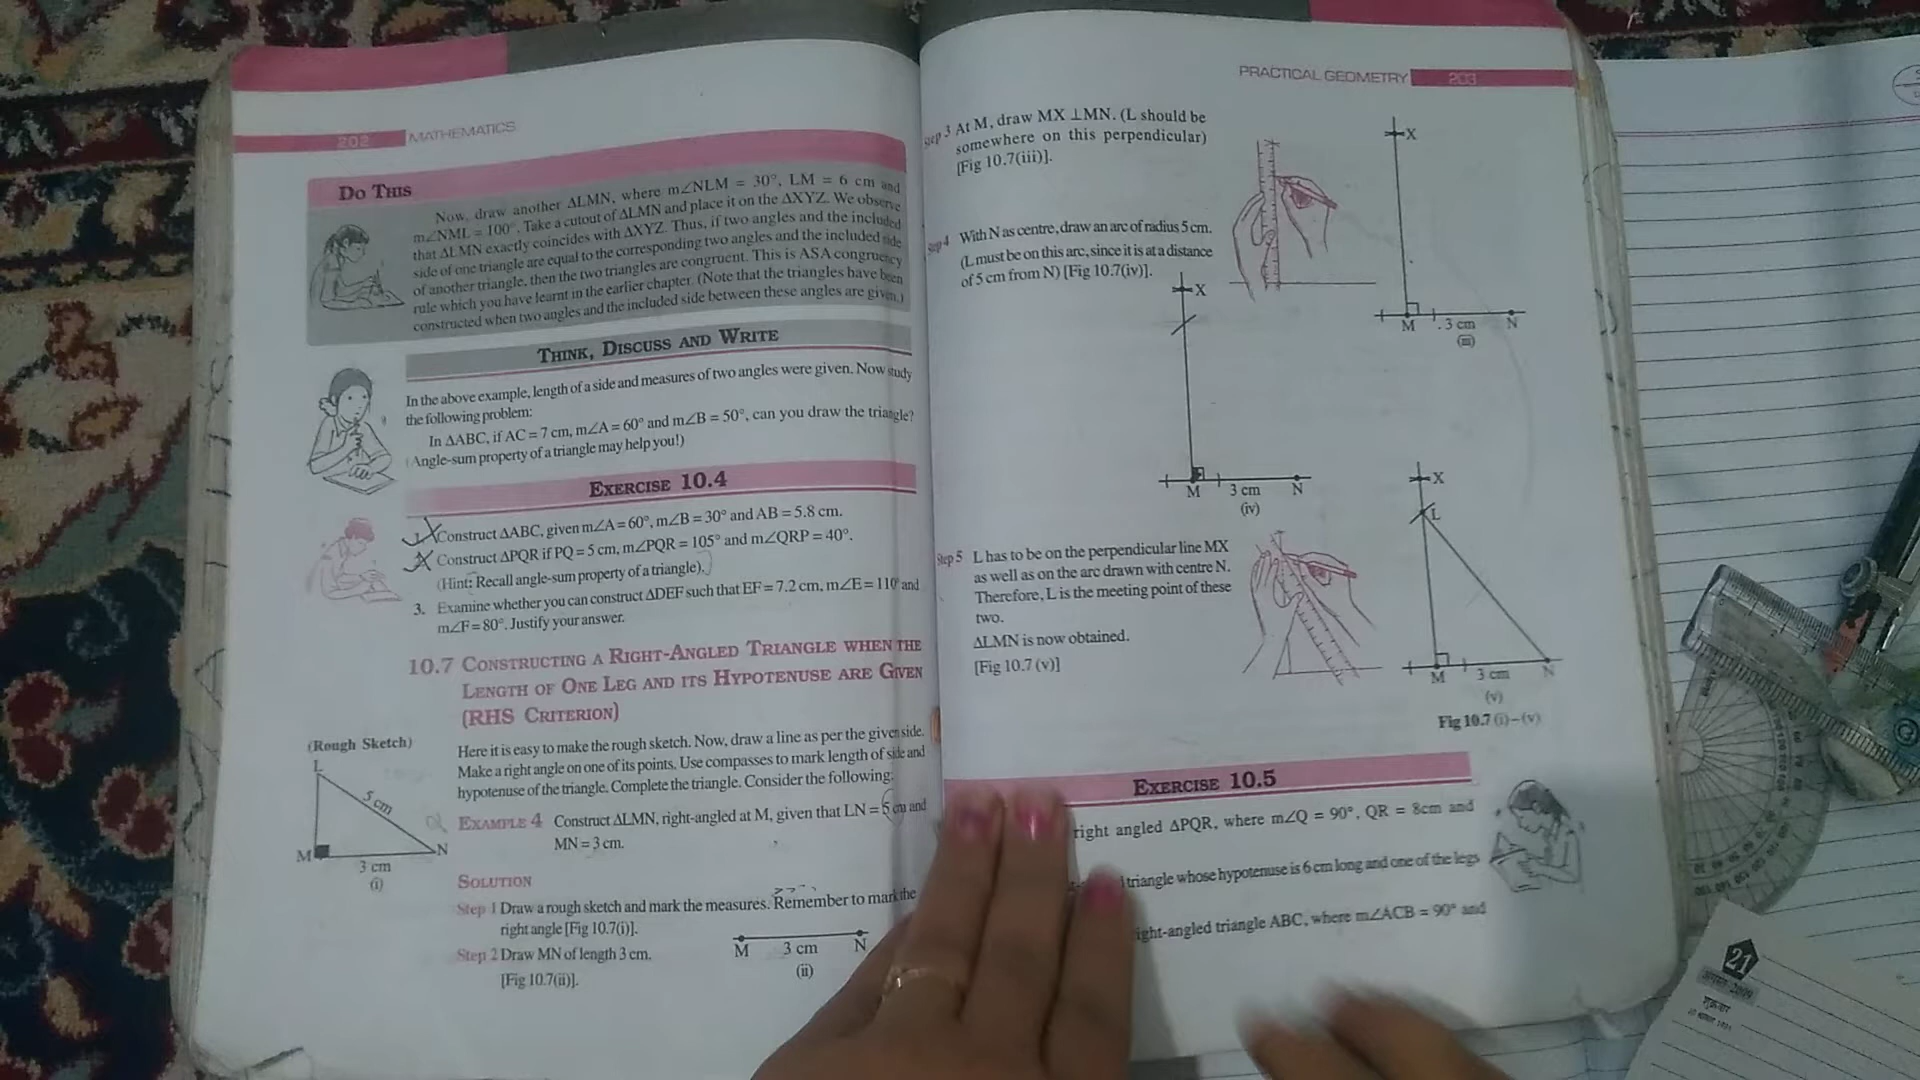 202 MATHEMATICS
DO THIS
Now, draw another ΔLMN, where m∠NLM = 30°, LM = 6 cm and
m∠NML = 100°. Take a cutout of ΔLMN and place it on the ΔXYZ. We observe
that ΔLMN exactly coincides with ΔXYZ. Thus, if two angles and the included
side of one triangle are equal to the corresponding two angles and the included side
of another triangle, then the two triangles are congruent. This is ASA congruency
rule which you have learnt in the earlier chapter. (Note that the triangles have been
constructed when two angles and the included side between these angles are given.)
THINK, DISCUSS AND WRITE
In the above example, length of a side and measures of two angles were given. Now study
the following problem:
In ΔABC, if AC = 7 cm, m∠A = 60° and m∠B = 50°, can you draw the triangle?
(Angle-sum property of a triangle may help you!)
EXERCISE 10.4
1. Construct ΔABC, given m∠A = 60°, m∠B = 30° and AB = 5.8 cm.
Construct ΔPQR if PQ = 5 cm, m∠PQR = 105° and m∠QRP = 40°.
(Hint: Recall angle-sum property of a triangle).
3. Examine whether you can construct ΔDEF such that EF = 7.2 cm, m∠E = 110° and
m∠F = 80°. Justify your answer.
10.7 CONSTRUCTING A RIGHT-ANGLED TRIANGLE WHEN THE
LENGTH OF ONE LEG AND ITS HYPOTENUSE ARE GIVEN
(RHS CRITERION)
(Rough Sketch)
L
5 cm
M
N
3 cm
(i)
Here it is easy to make the rough sketch. Now, draw a line as per the given side.
Make a right angle on one of its points. Use compasses to mark length of side and
hypotenuse of the triangle. Complete the triangle. Consider the following:
EXAMPLE 4 Construct ΔLMN, right-angled at M, given that LN = 5 cm and
MN = 3 cm.
SOLUTION
Step 1 Draw a rough sketch and mark the measures. Remember to mark the
right angle [Fig 10.7(i)].
Step 2 Draw MN of length 3 cm.
[Fig 10.7(ii)].
M 3 cm N
(ii)
PRACTICAL GEOMETRY 203
Step 3 At M, draw MX ⊥ MN. (L should be
somewhere on this perpendicular)
[Fig 10.7(iii)].
X
M 3 cm N
(iii)
Step 4 With N as centre, draw an arc of radius 5 cm.
(L must be on this arc, since it is at a distance
of 5 cm from N) [Fig 10.7(iv)].
X
M 3 cm N
(iv)
Step 5 L has to be on the perpendicular line MX
as well as on the arc drawn with centre N.
Therefore, L is the meeting point of these
two.
ΔLMN is now obtained.
[Fig 10.7 (v)]
X
L
M 3 cm N
(v)
Fig 10.7 (i) – (v)
EXERCISE 10.5
right angled ΔPQR, where m∠Q = 90°, QR = 8cm and
triangle whose hypotenuse is 6 cm long and one of the legs
right-angled triangle ABC, where m∠ACB = 90° and
21